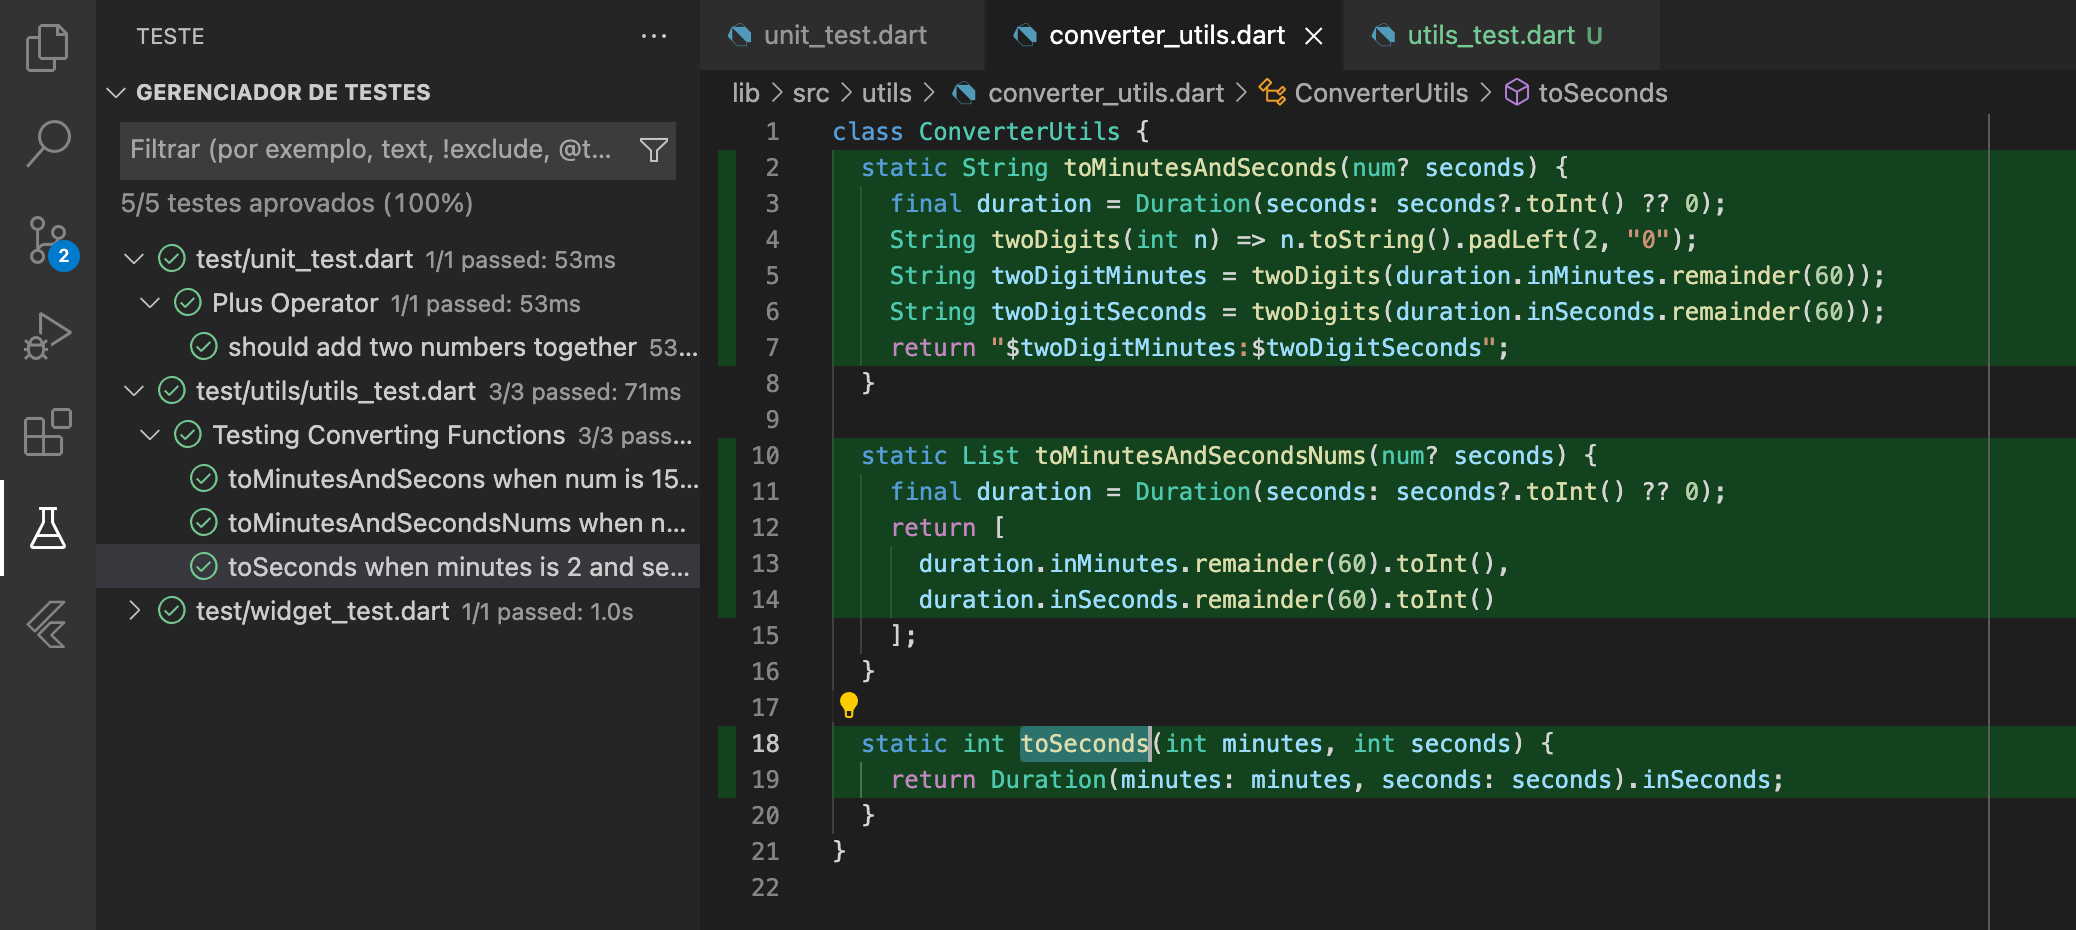 TESTE ...
GERENCIADOR DE TESTES
Filtrar (por exemplo, text, !exclude, @t...
5/5 testes aprovados (100%)
test/unit_test.dart 1/1 passed: 53ms
Plus Operator 1/1 passed: 53ms
should add two numbers together 53...
test/utils/utils_test.dart 3/3 passed: 71ms
Testing Converting Functions 3/3 pass...
toMinutesAndSecons when num is 15...
toMinutesAndSecondsNums when n...
toSeconds when minutes is 2 and se...
test/widget_test.dart 1/1 passed: 1.0s
2
unit_test.dart converter_utils.dart utils_test.dart U
lib > src > utils > converter_utils.dart > ConverterUtils > toSeconds
1 class ConverterUtils {
2 static String toMinutesAndSeconds(num? seconds) {
3 final duration = Duration(seconds: seconds?.toInt() ?? 0);
4 String twoDigits(int n) => n.toString().padLeft(2, "0");
5 String twoDigitMinutes = twoDigits(duration.inMinutes.remainder(60));
6 String twoDigitSeconds = twoDigits(duration.inSeconds.remainder(60));
7 return "$twoDigitMinutes:$twoDigitSeconds";
8 }
9
10 static List toMinutesAndSecondsNums(num? seconds) {
11 final duration = Duration(seconds: seconds?.toInt() ?? 0);
12 return [
13 duration.inMinutes.remainder(60).toInt(),
14 duration.inSeconds.remainder(60).toInt()
15 ];
16 }
17
18 static int toSeconds(int minutes, int seconds) {
19 return Duration(minutes: minutes, seconds: seconds).inSeconds;
20 }
21 }
22